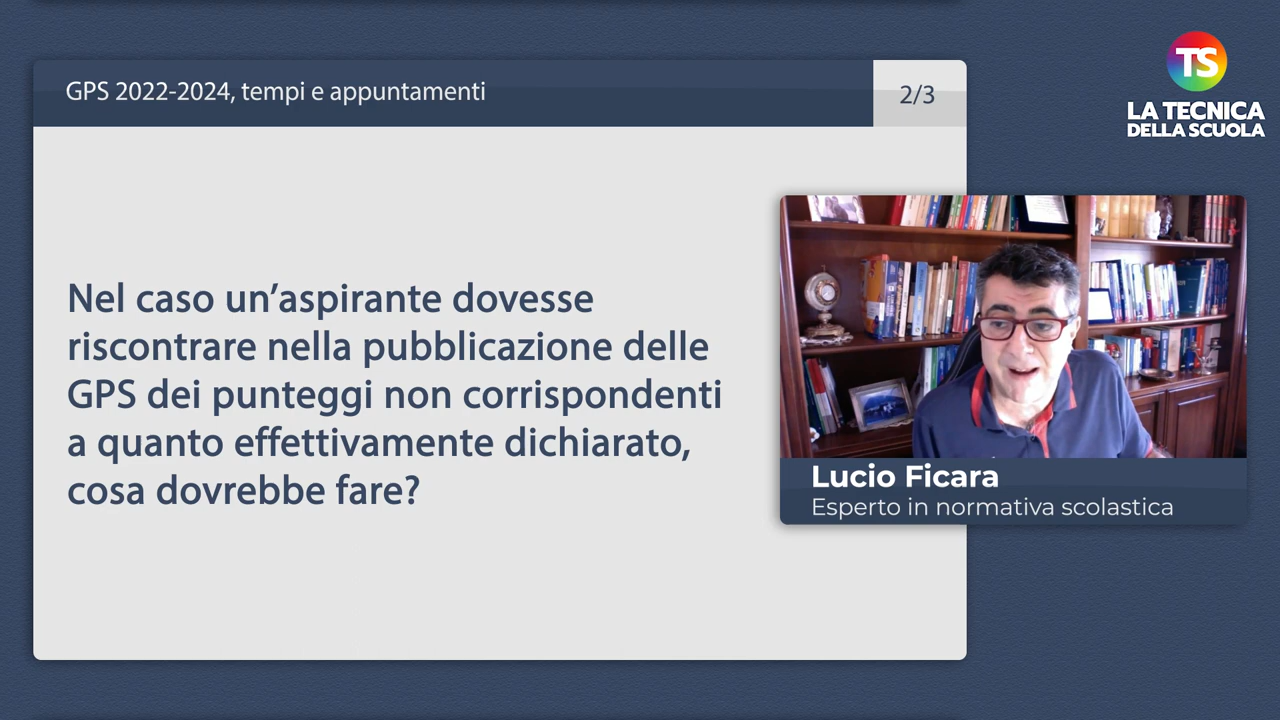 GPS 2022-2024, tempi e appuntamenti
2/3
TS
LA TECNICA
DELLA SCUOLA
Nel caso un’aspirante dovesse
riscontrare nella pubblicazione delle
GPS dei punteggi non corrispondenti
a quanto effettivamente dichiarato,
cosa dovrebbe fare?
Lucio Ficara
Esperto in normativa scolastica